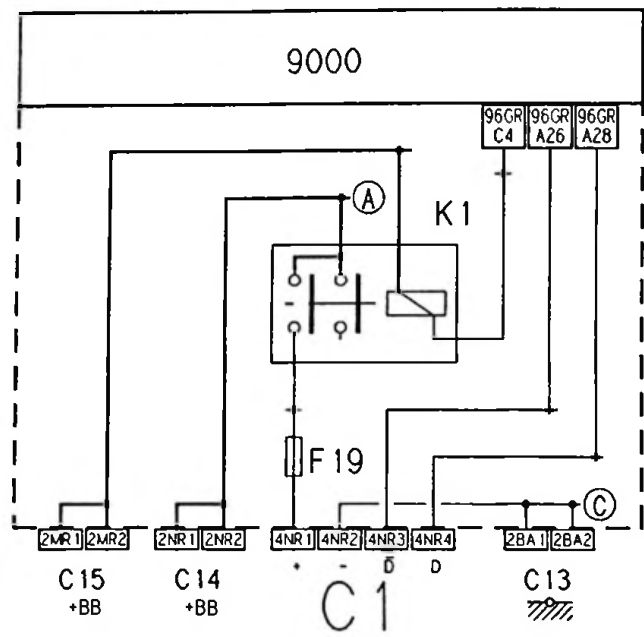 9000
96GR 96GR 96GR
C4 A26 A28
A
K1
F19
C
2MR1 2MR2 2NR1 2NR2 4NR1 4NR2 4NR3 4NR4 2BA1 2BA2
+ - D̅ D
C15 C14 C1 C13
+BB +BB